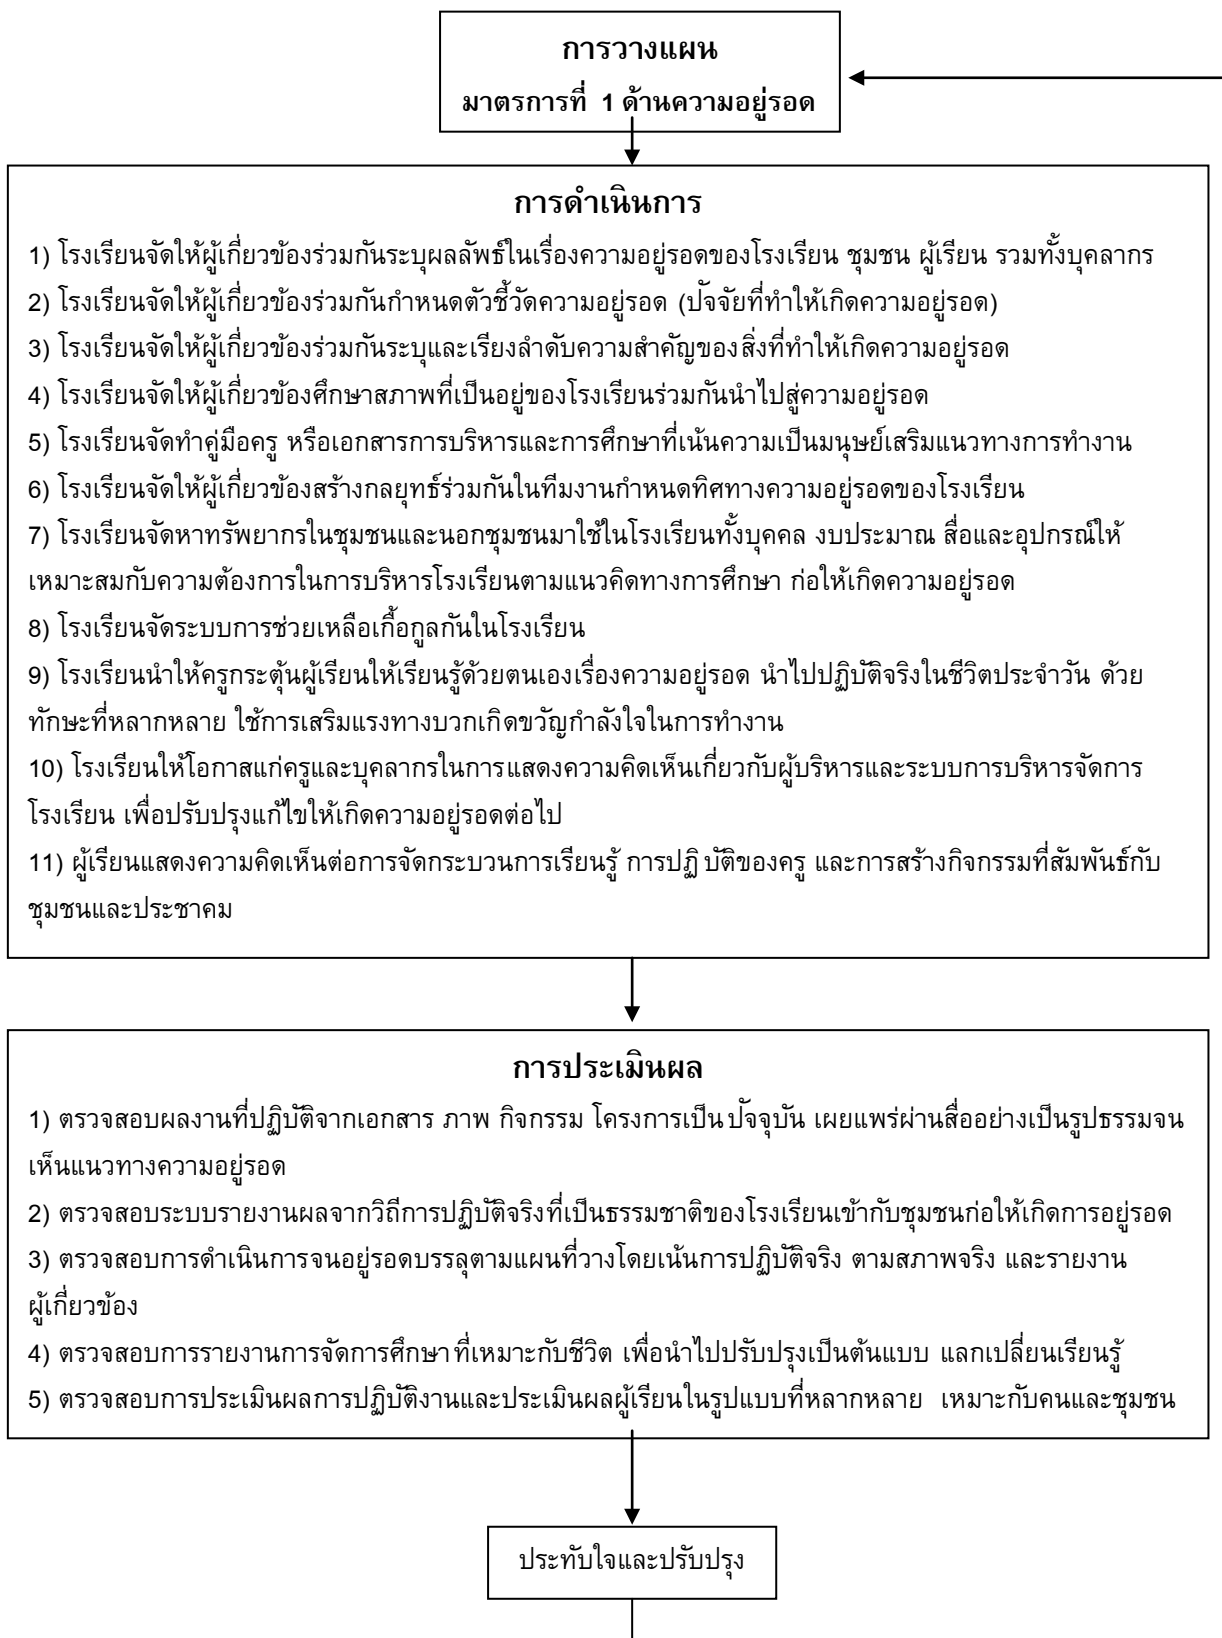 การวางแผน
มาตรการที่ 1 ด้านความอยู่รอด
การดำเนินการ
1) โรงเรียนจัดให้ผู้เกี่ยวข้องร่วมกันระบุผลลัพธ์ในเรื่องความอยู่รอดของโรงเรียน ชุมชน ผู้เรียน รวมทั้งบุคลากร
2) โรงเรียนจัดให้ผู้เกี่ยวข้องร่วมกันกำหนดตัวชี้วัดความอยู่รอด (ปัจจัยที่ทำให้เกิดความอยู่รอด)
3) โรงเรียนจัดให้ผู้เกี่ยวข้องร่วมกันระบุและเรียงลำดับความสำคัญของสิ่งที่ทำให้เกิดความอยู่รอด
4) โรงเรียนจัดให้ผู้เกี่ยวข้องศึกษาสภาพที่เป็นอยู่ของโรงเรียนร่วมกันนำไปสู่ความอยู่รอด
5) โรงเรียนจัดทำคู่มือครู หรือเอกสารการบริหารและการศึกษาที่เน้นความเป็นมนุษย์เสริมแนวทางการทำงาน
6) โรงเรียนจัดให้ผู้เกี่ยวข้องสร้างกลยุทธ์ร่วมกันในทีมงานกำหนดทิศทางความอยู่รอดของโรงเรียน
7) โรงเรียนจัดหาทรัพยากรในชุมชนและนอกชุมชนมาใช้ในโรงเรียนทั้งบุคคล งบประมาณ สื่อและอุปกรณ์ให้
เหมาะสมกับความต้องการในการบริหารโรงเรียนตามแนวคิดทางการศึกษา ก่อให้เกิดความอยู่รอด
8) โรงเรียนจัดระบบการช่วยเหลือเกื้อกูลกันในโรงเรียน
9) โรงเรียนนำให้ครูกระตุ้นผู้เรียนให้เรียนรู้ด้วยตนเองเรื่องความอยู่รอด นำไปปฏิบัติจริงในชีวิตประจำวัน ด้วย
ทักษะที่หลากหลาย ใช้การเสริมแรงทางบวกเกิดขวัญกำลังใจในการทำงาน
10) โรงเรียนให้โอกาสแก่ครูและบุคลากรในการแสดงความคิดเห็นเกี่ยวกับผู้บริหารและระบบการบริหารจัดการ
โรงเรียน เพื่อปรับปรุงแก้ไขให้เกิดความอยู่รอดต่อไป
11) ผู้เรียนแสดงความคิดเห็นต่อการจัดกระบวนการเรียนรู้ การปฏิบัติของครู และการสร้างกิจกรรมที่สัมพันธ์กับ
ชุมชนและประชาคม
การประเมินผล
1) ตรวจสอบผลงานที่ปฏิบัติจากเอกสาร ภาพ กิจกรรม โครงการเป็นปัจจุบัน เผยแพร่ผ่านสื่ออย่างเป็นรูปธรรมจน
เห็นแนวทางความอยู่รอด
2) ตรวจสอบระบบรายงานผลจากวิถีการปฏิบัติจริงที่เป็นธรรมชาติของโรงเรียนเข้ากับชุมชนก่อให้เกิดการอยู่รอด
3) ตรวจสอบการดำเนินการจนอยู่รอดบรรลุตามแผนที่วางโดยเน้นการปฏิบัติจริง ตามสภาพจริง และรายงาน
ผู้เกี่ยวข้อง
4) ตรวจสอบการรายงานการจัดการศึกษาที่เหมาะกับชีวิต เพื่อนำไปปรับปรุงเป็นต้นแบบ แลกเปลี่ยนเรียนรู้
5) ตรวจสอบการประเมินผลการปฏิบัติงานและประเมินผลผู้เรียนในรูปแบบที่หลากหลาย เหมาะกับคนและชุมชน
ประทับใจและปรับปรุง